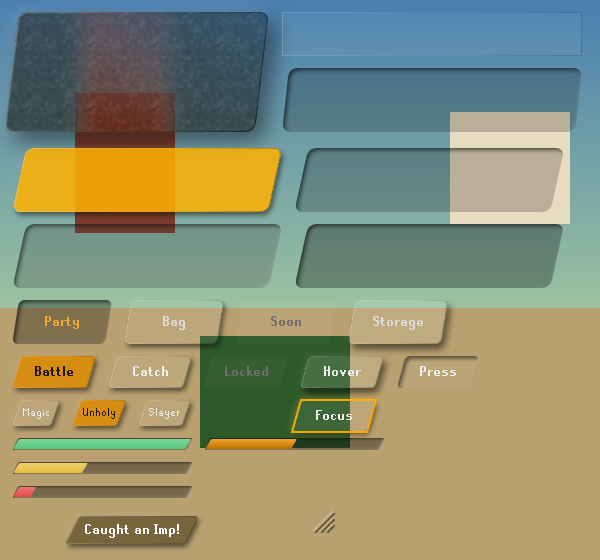 Party Bag Soon Storage
Battle Catch Locked Hover Press
Magic Unholy Slayer Focus
Caught an Imp!